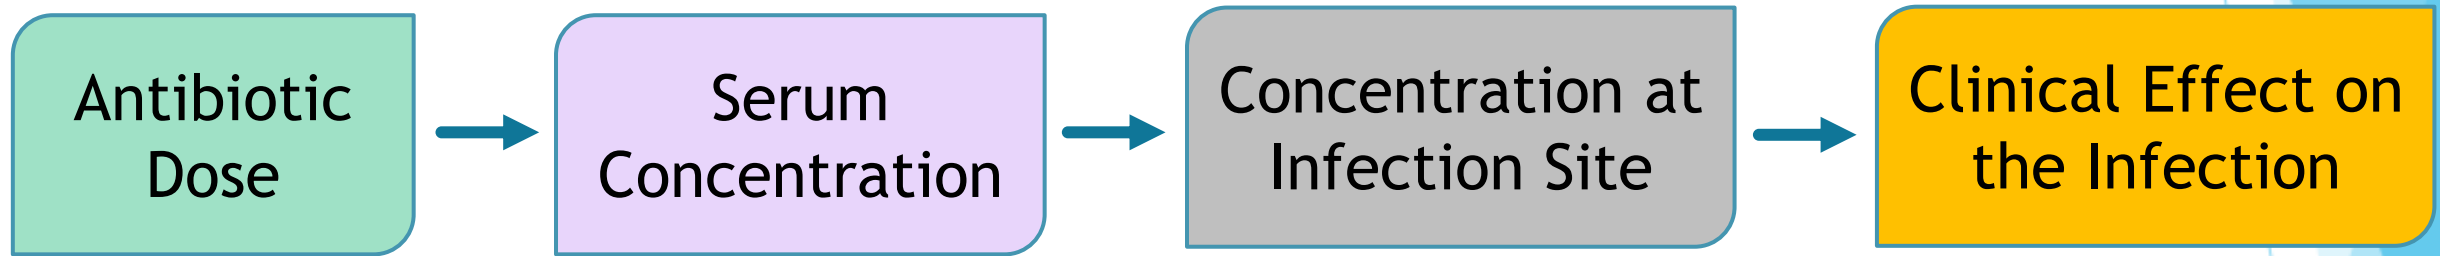 Antibiotic
Dose
Serum
Concentration
Concentration at
Infection Site
Clinical Effect on
the Infection